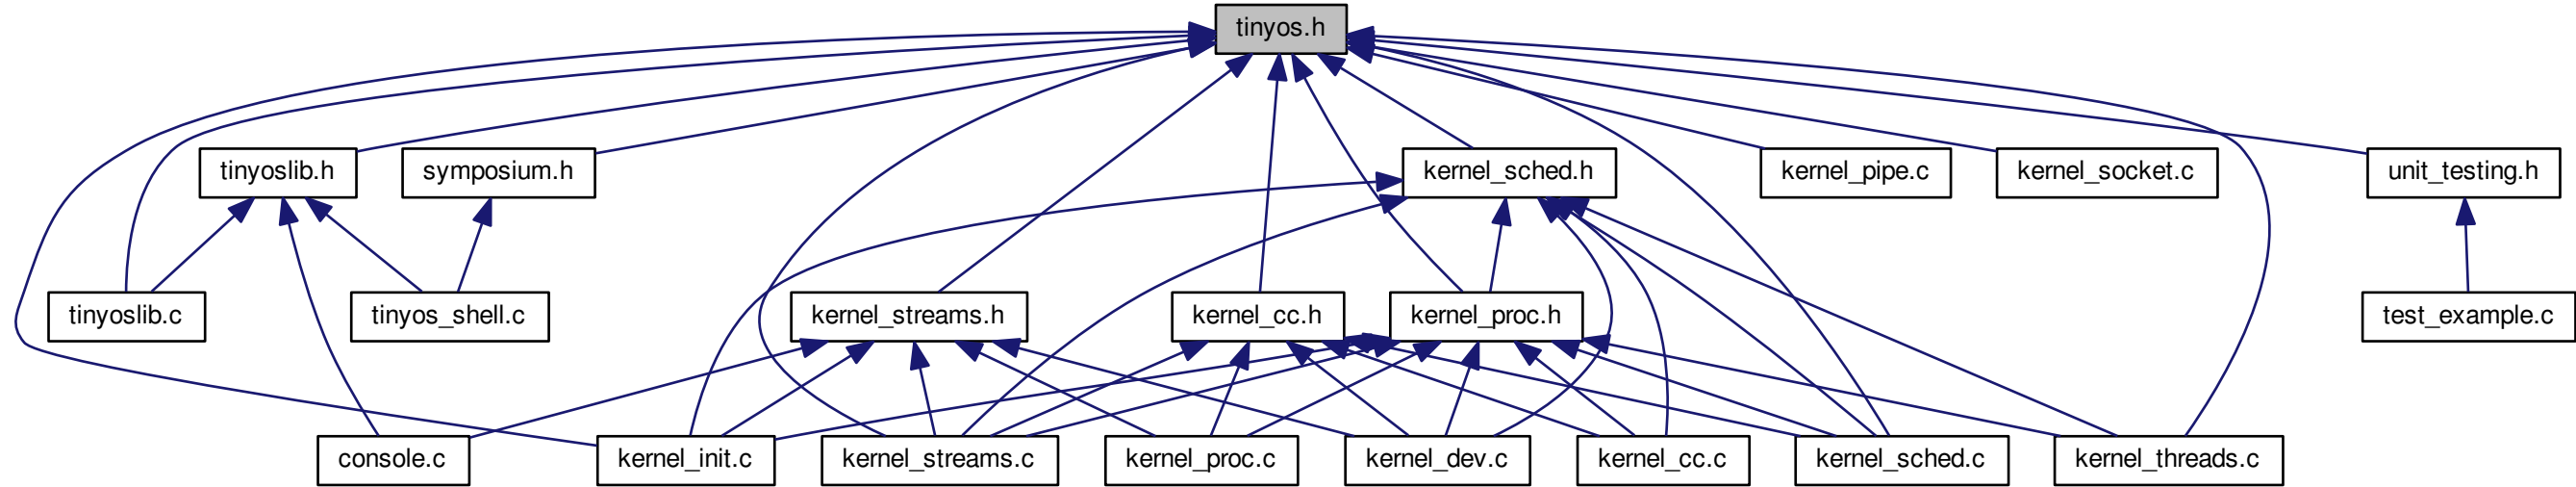 tinyos.h
tinyoslib.h
symposium.h
kernel_sched.h
kernel_pipe.c
kernel_socket.c
unit_testing.h
tinyoslib.c
tinyos_shell.c
kernel_streams.h
kernel_cc.h
kernel_proc.h
test_example.c
console.c
kernel_init.c
kernel_streams.c
kernel_proc.c
kernel_dev.c
kernel_cc.c
kernel_sched.c
kernel_threads.c